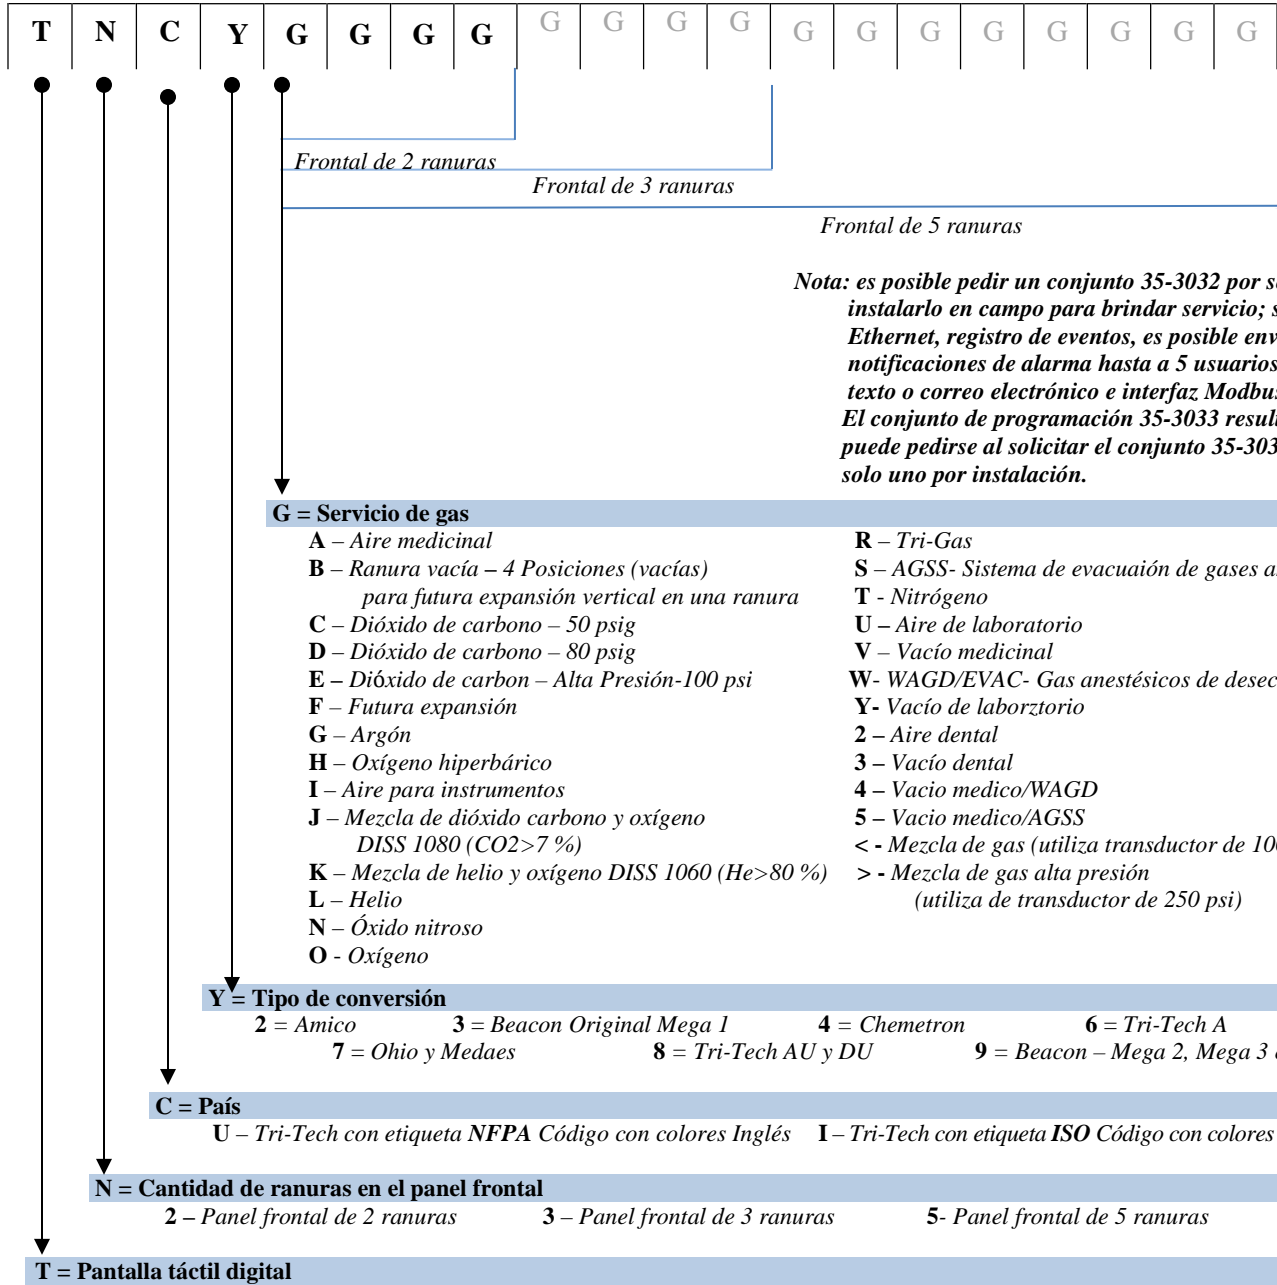 T N C Y G G G G G G G G G G G G G G G G
Frontal de 2 ranuras
Frontal de 3 ranuras
Frontal de 5 ranuras
Nota: es posible pedir un conjunto 35-3032 por s
instalarlo en campo para brindar servicio; s
Ethernet, registro de eventos, es posible env
notificaciones de alarma hasta a 5 usuarios
texto o correo electrónico e interfaz Modbus
El conjunto de programación 35-3033 result
puede pedirse al solicitar el conjunto 35-303
solo uno por instalación.
G = Servicio de gas
A – Aire medicinal
B – Ranura vacía – 4 Posiciones (vacías)
para futura expansión vertical en una ranura
C – Dióxido de carbono – 50 psig
D – Dióxido de carbono – 80 psig
E – Dióxido de carbon – Alta Presión-100 psi
F – Futura expansión
G – Argón
H – Oxígeno hiperbárico
I – Aire para instrumentos
J – Mezcla de dióxido carbono y oxígeno
DISS 1080 (CO2>7 %)
K – Mezcla de helio y oxígeno DISS 1060 (He>80 %)
L – Helio
N – Óxido nitroso
O - Oxígeno
R – Tri-Gas
S – AGSS- Sistema de evacuaión de gases a
T - Nitrógeno
U – Aire de laboratorio
V – Vacío medicinal
W- WAGD/EVAC- Gas anestésicos de desec
Y- Vacío de laborztorio
2 – Aire dental
3 – Vacío dental
4 – Vacio medico/WAGD
5 – Vacio medico/AGSS
< - Mezcla de gas (utiliza transductor de 100
> - Mezcla de gas alta presión
(utiliza de transductor de 250 psi)
Y = Tipo de conversión
2 = Amico 3 = Beacon Original Mega 1 4 = Chemetron 6 = Tri-Tech A
7 = Ohio y Medaes 8 = Tri-Tech AU y DU 9 = Beacon – Mega 2, Mega 3
C = País
U – Tri-Tech con etiqueta NFPA Código con colores Inglés I – Tri-Tech con etiqueta ISO Código con colores
N = Cantidad de ranuras en el panel frontal
2 – Panel frontal de 2 ranuras 3 – Panel frontal de 3 ranuras 5- Panel frontal de 5 ranuras
T = Pantalla táctil digital